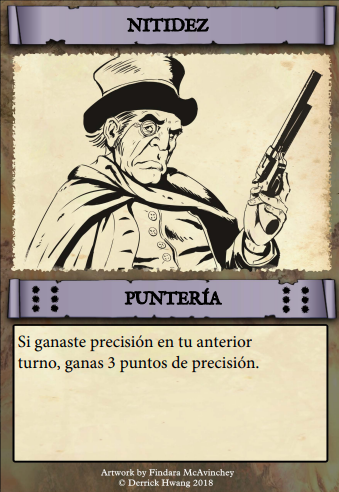 NITIDEZ
PUNTERÍA
Si ganaste precisión en tu anterior
turno, ganas 3 puntos de precisión.
Artwork by Findara McAvinchey
© Derrick Hwang 2018